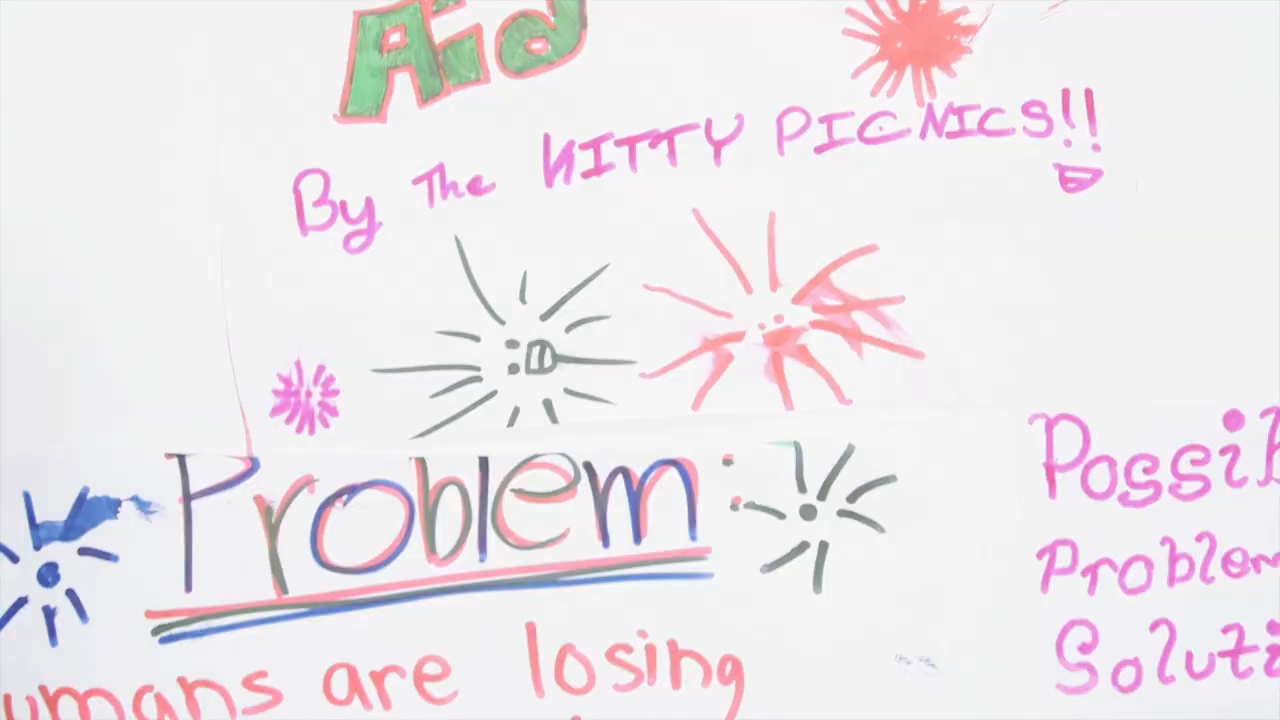 Aid
By The KITTY PICNICS!!
Problem:
umans are losing
Possib
Problem
Soluti